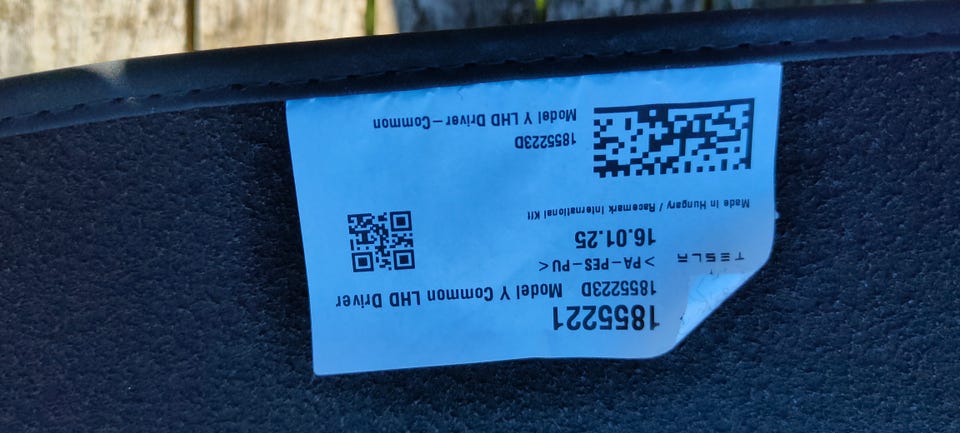 1855221
1855223D Model Y Common LHD Driver
>PA-PES-PU<
TESLA 16.01.25
Made in Hungary / Racemark International Kft
1855223D
Model Y LHD Driver-Common